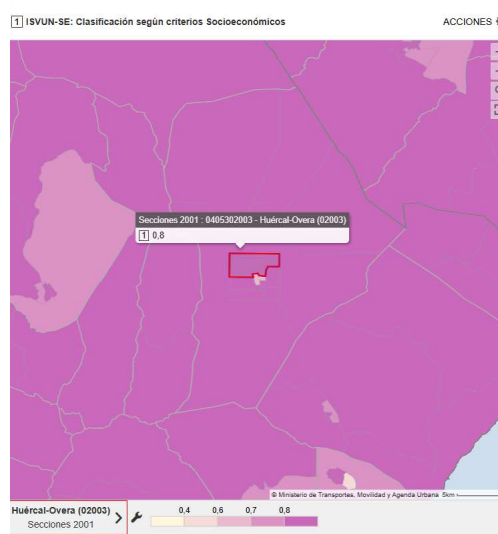 1 ISVUN-SE: Clasificación según criterios Socioeconómicos
ACCIONES
Secciones 2001 : 0405302003 - Huércal-Overa (02003)
1 0,8
© Ministerio de Transportes, Movilidad y Agenda Urbana 5km
Huércal-Overa (02003)
Secciones 2001
0,4 0,6 0,7 0,8